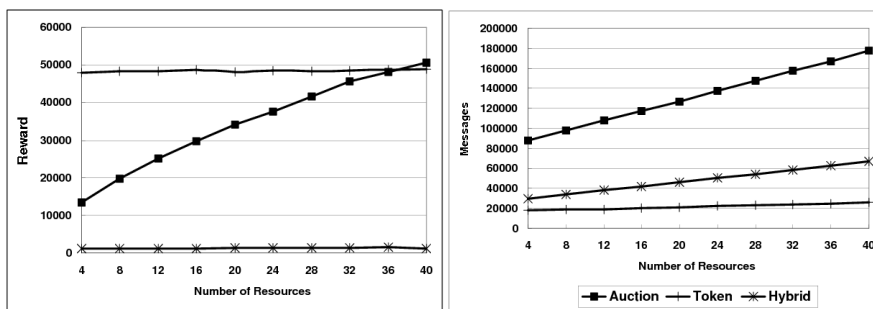 60000
50000
40000
30000
20000
10000
0
Reward
4 8 12 16 20 24 28 32 36 40
Number of Resources
200000
180000
160000
140000
120000
100000
80000
60000
40000
20000
0
Messages
4 8 12 16 20 24 28 32 36 40
Number of Resources
Auction Token Hybrid